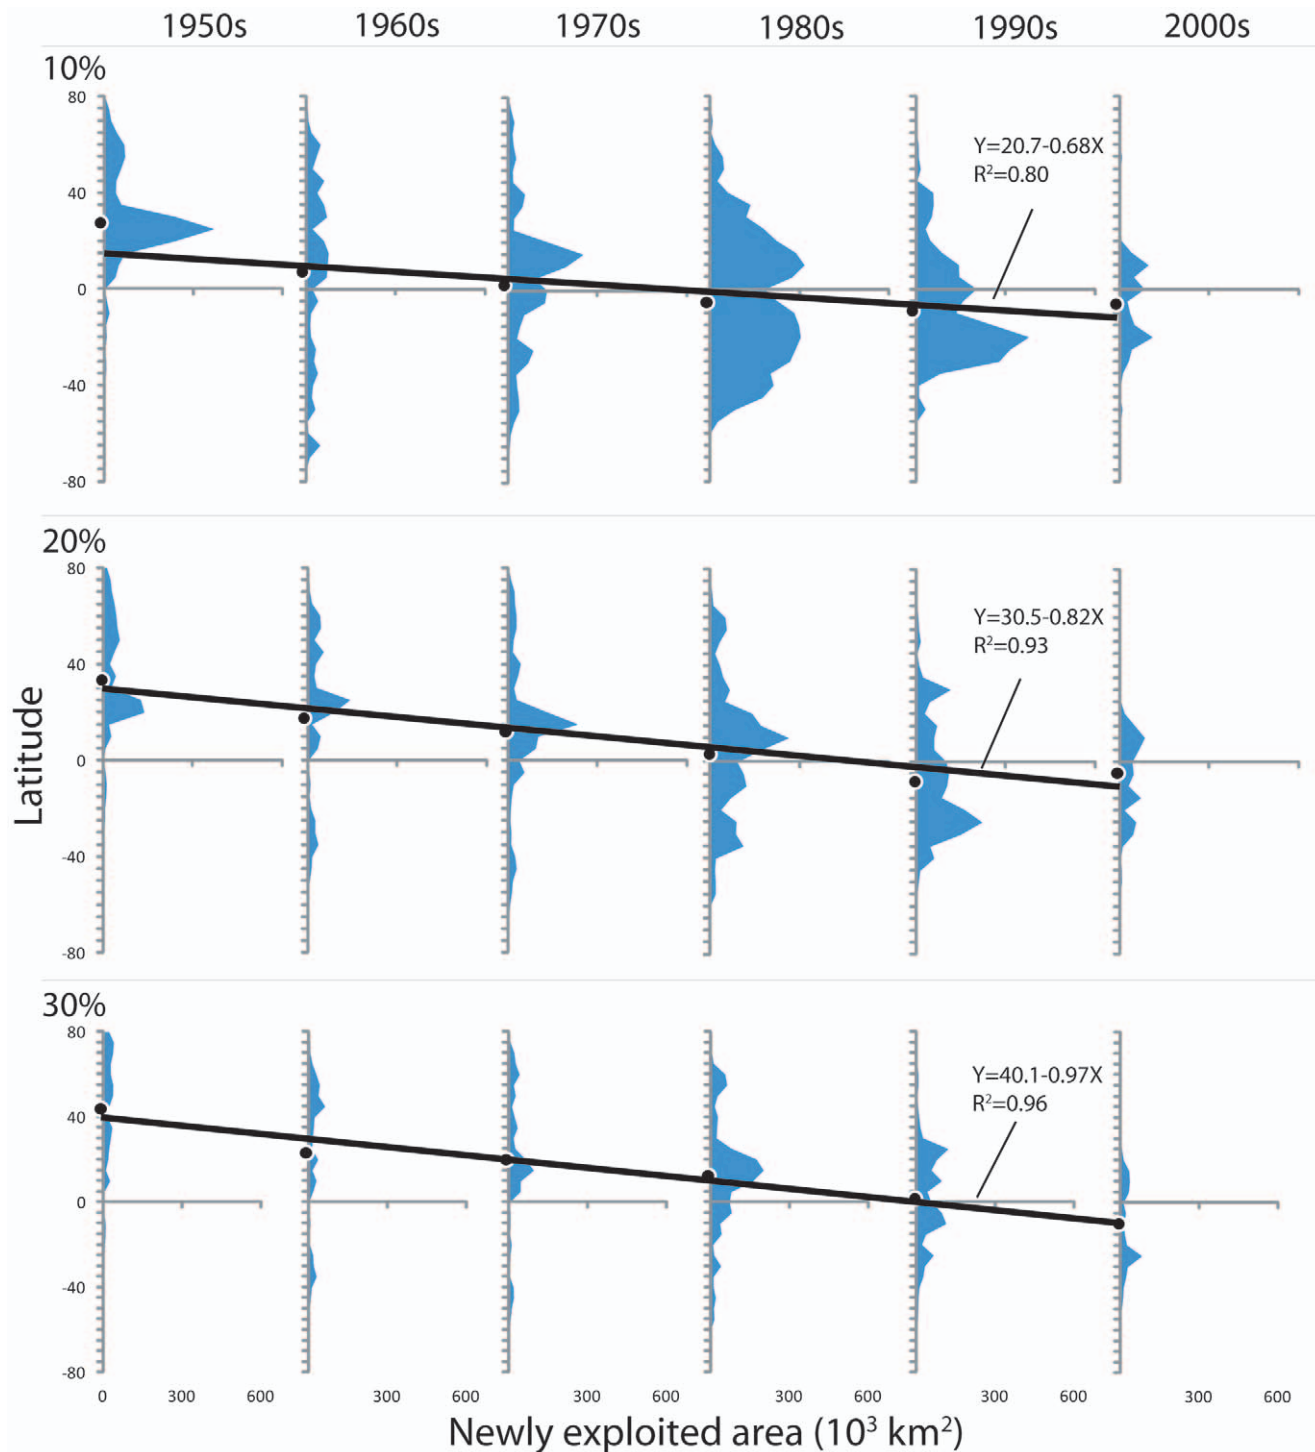 1950s 1960s 1970s 1980s 1990s 2000s
10%
80
40
0
-40
-80
Y=20.7-0.68X
R²=0.80
20%
80
40
0
-40
-80
Y=30.5-0.82X
R²=0.93
Latitude
30%
80
40
0
-40
-80
Y=40.1-0.97X
R²=0.96
0 300 600 300 600 300 600 300 600 300 600 300 600
Newly exploited area (10³ km²)